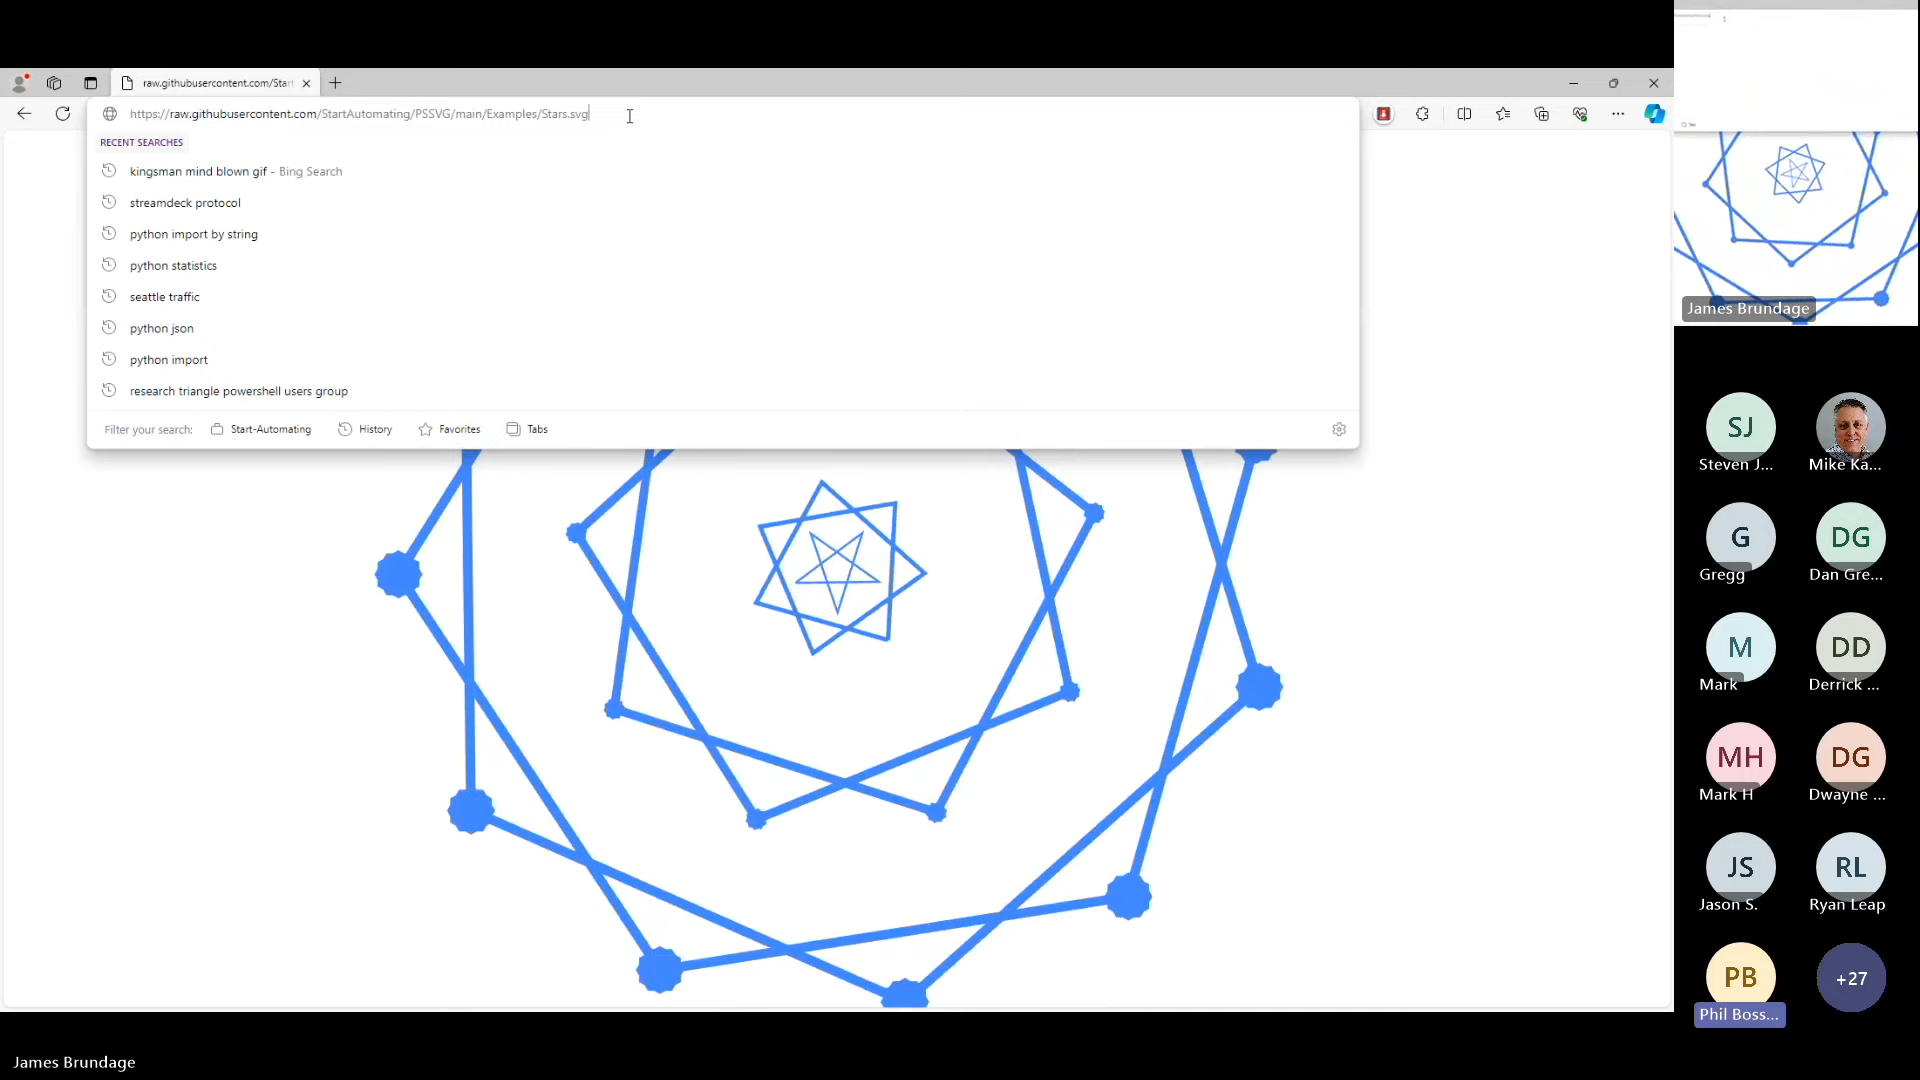 raw.githubusercontent.com/Start
https://raw.githubusercontent.com/StartAutomating/PSSVG/main/Examples/Stars.svg
RECENT SEARCHES
kingsman mind blown gif - Bing Search
streamdeck protocol
python import by string
python statistics
seattle traffic
python json
python import
research triangle powershell users group
Filter your search: Start-Automating History Favorites Tabs
James Brundage
SJ
Steven J... Mike Ka...
G DG
Gregg Dan Gre...
M DD
Mark Derrick ...
MH DG
Mark H Dwayne ...
JS RL
Jason S. Ryan Leap
PB +27
Phil Boss...
James Brundage